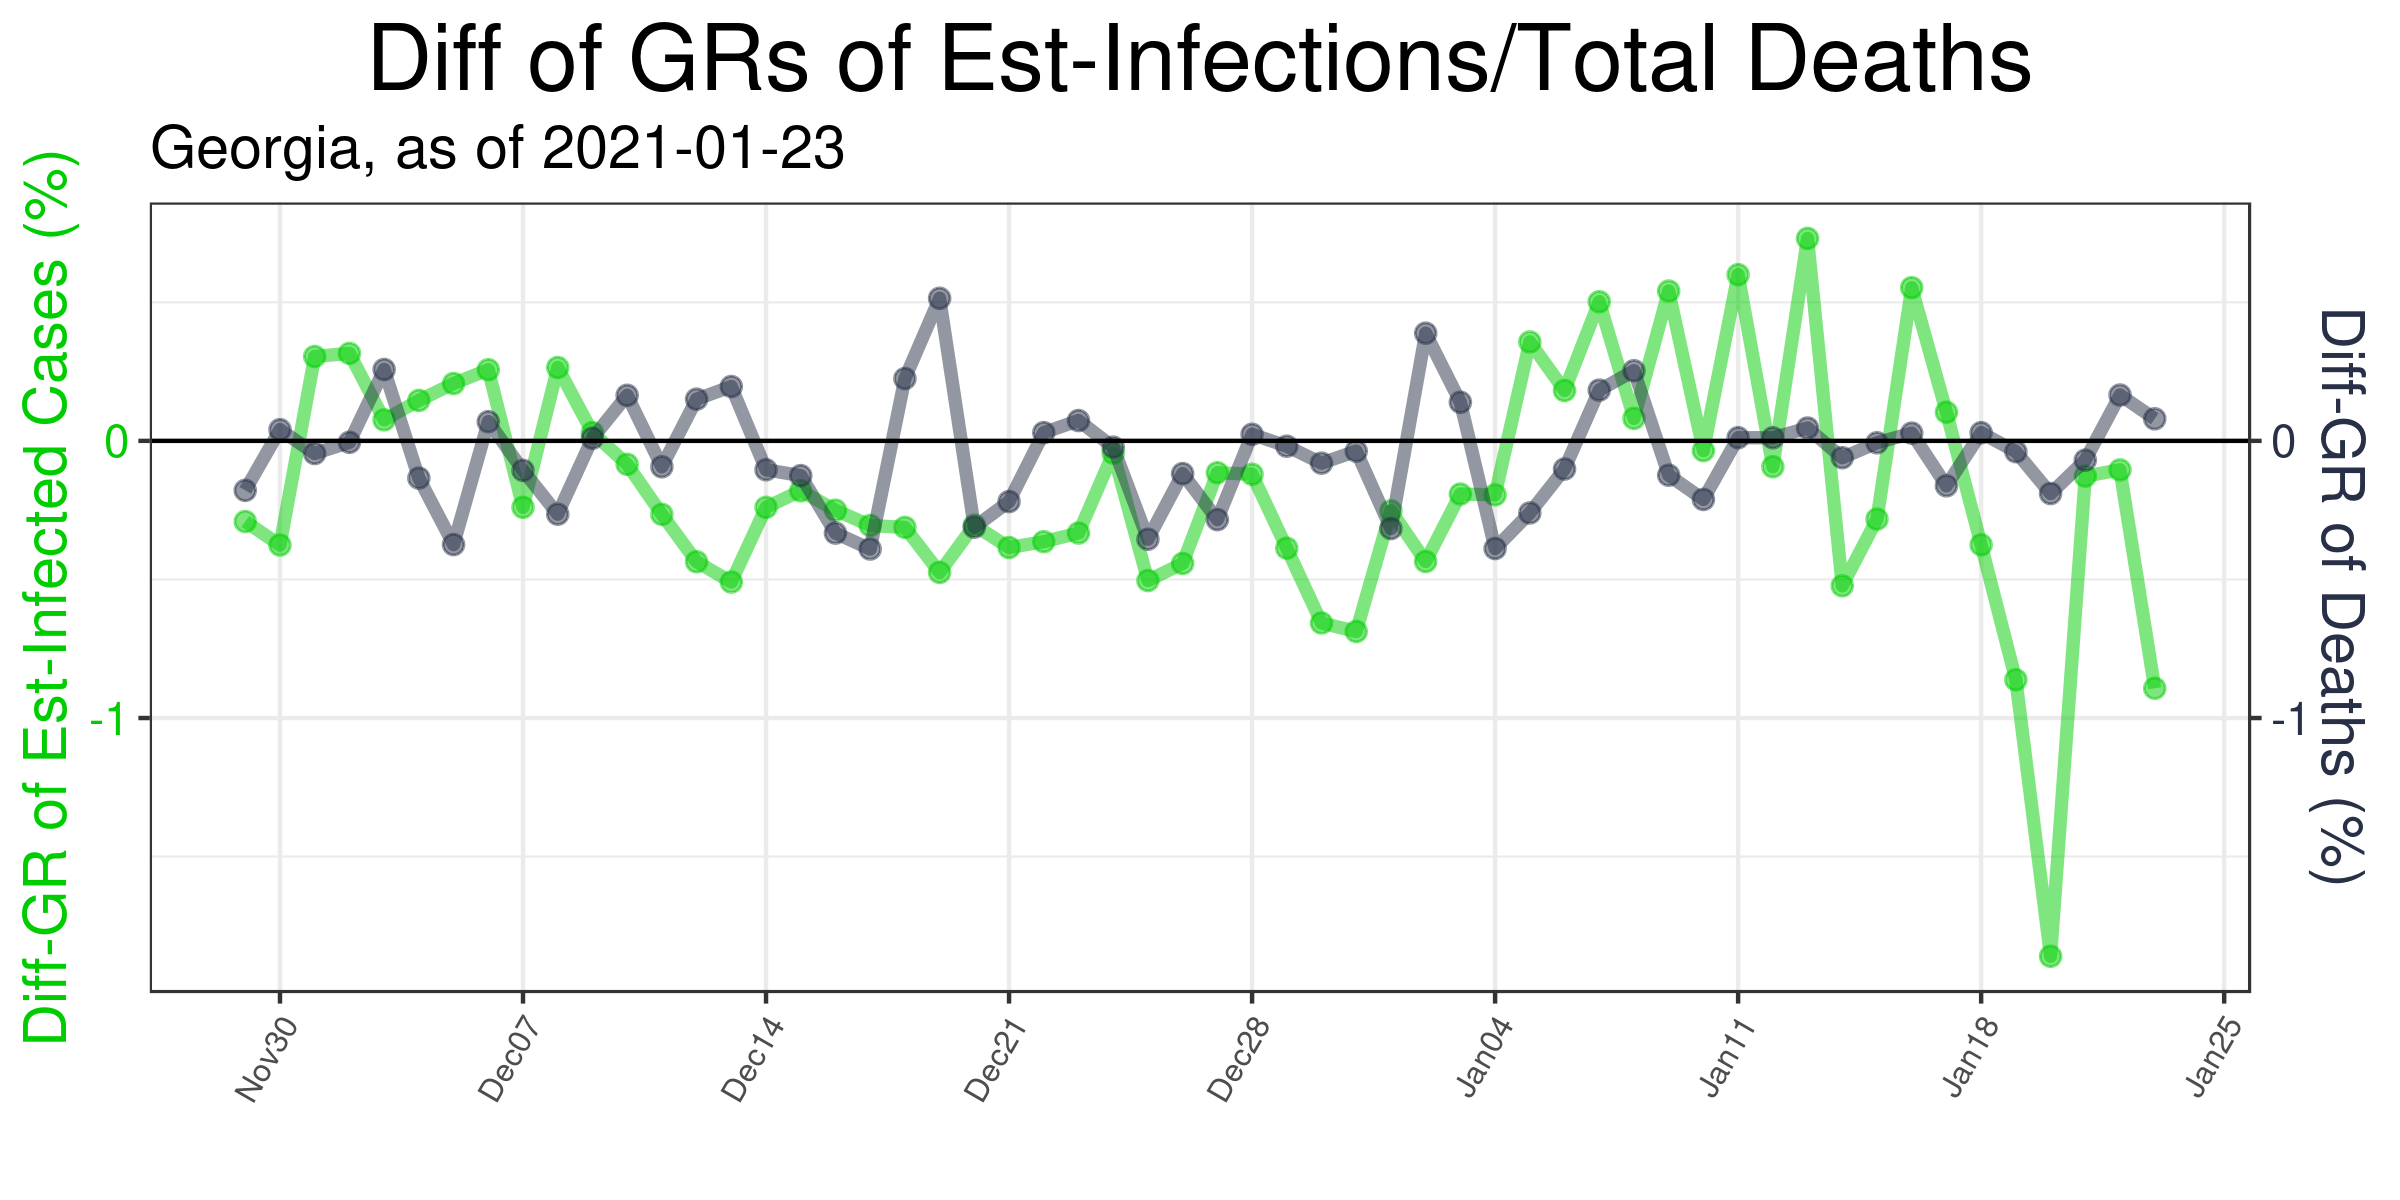 Diff of GRs of Est-Infections/Total Deaths
Georgia, as of 2021-01-23
Diff-GR of Est-Infected Cases (%)
0
-1
0
-1
Diff-GR of Deaths (%)
Nov30
Dec07
Dec14
Dec21
Dec28
Jan04
Jan11
Jan18
Jan25